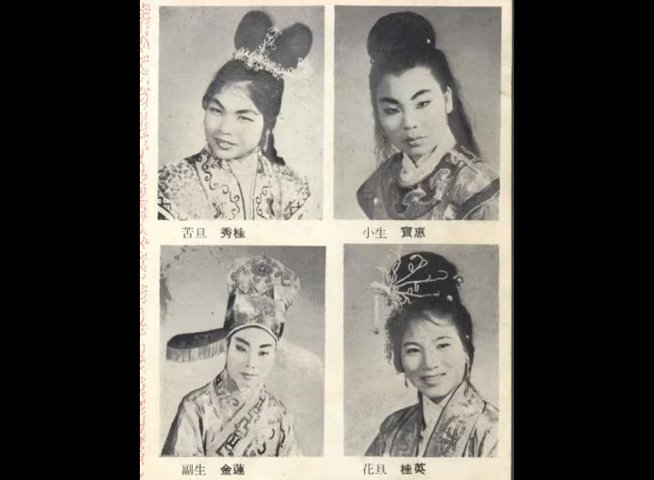 苦旦 秀桂
小生 寶惠
副生 金蓮
花旦 桂英